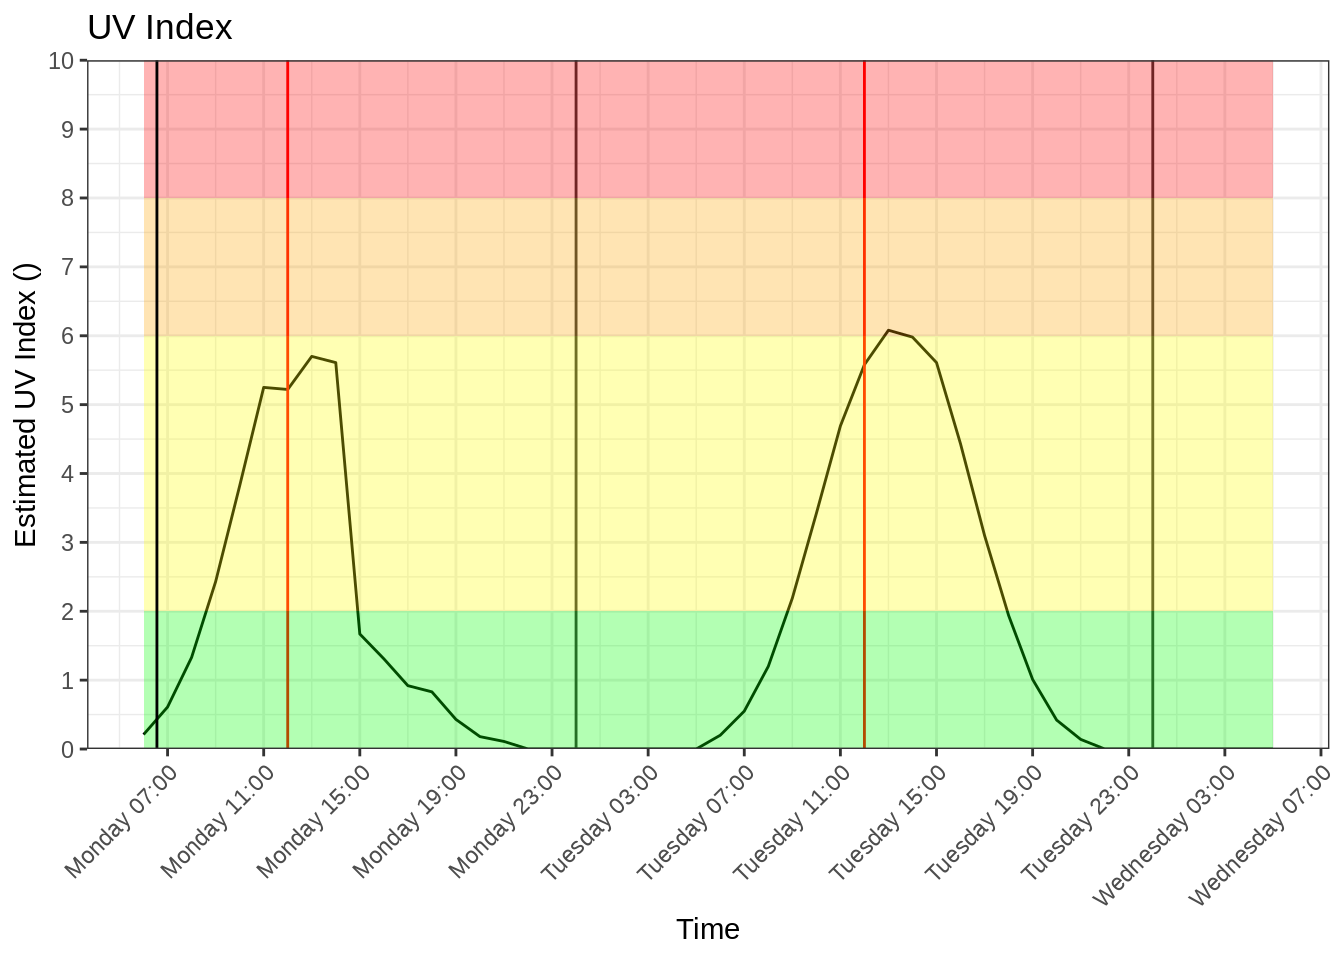 UV Index
Estimated UV Index ()
10
9
8
7
6
5
4
3
2
1
0
Monday 07:00
Monday 11:00
Monday 15:00
Monday 19:00
Monday 23:00
Tuesday 03:00
Tuesday 07:00
Tuesday 11:00
Tuesday 15:00
Tuesday 19:00
Tuesday 23:00
Wednesday 03:00
Wednesday 07:00
Time